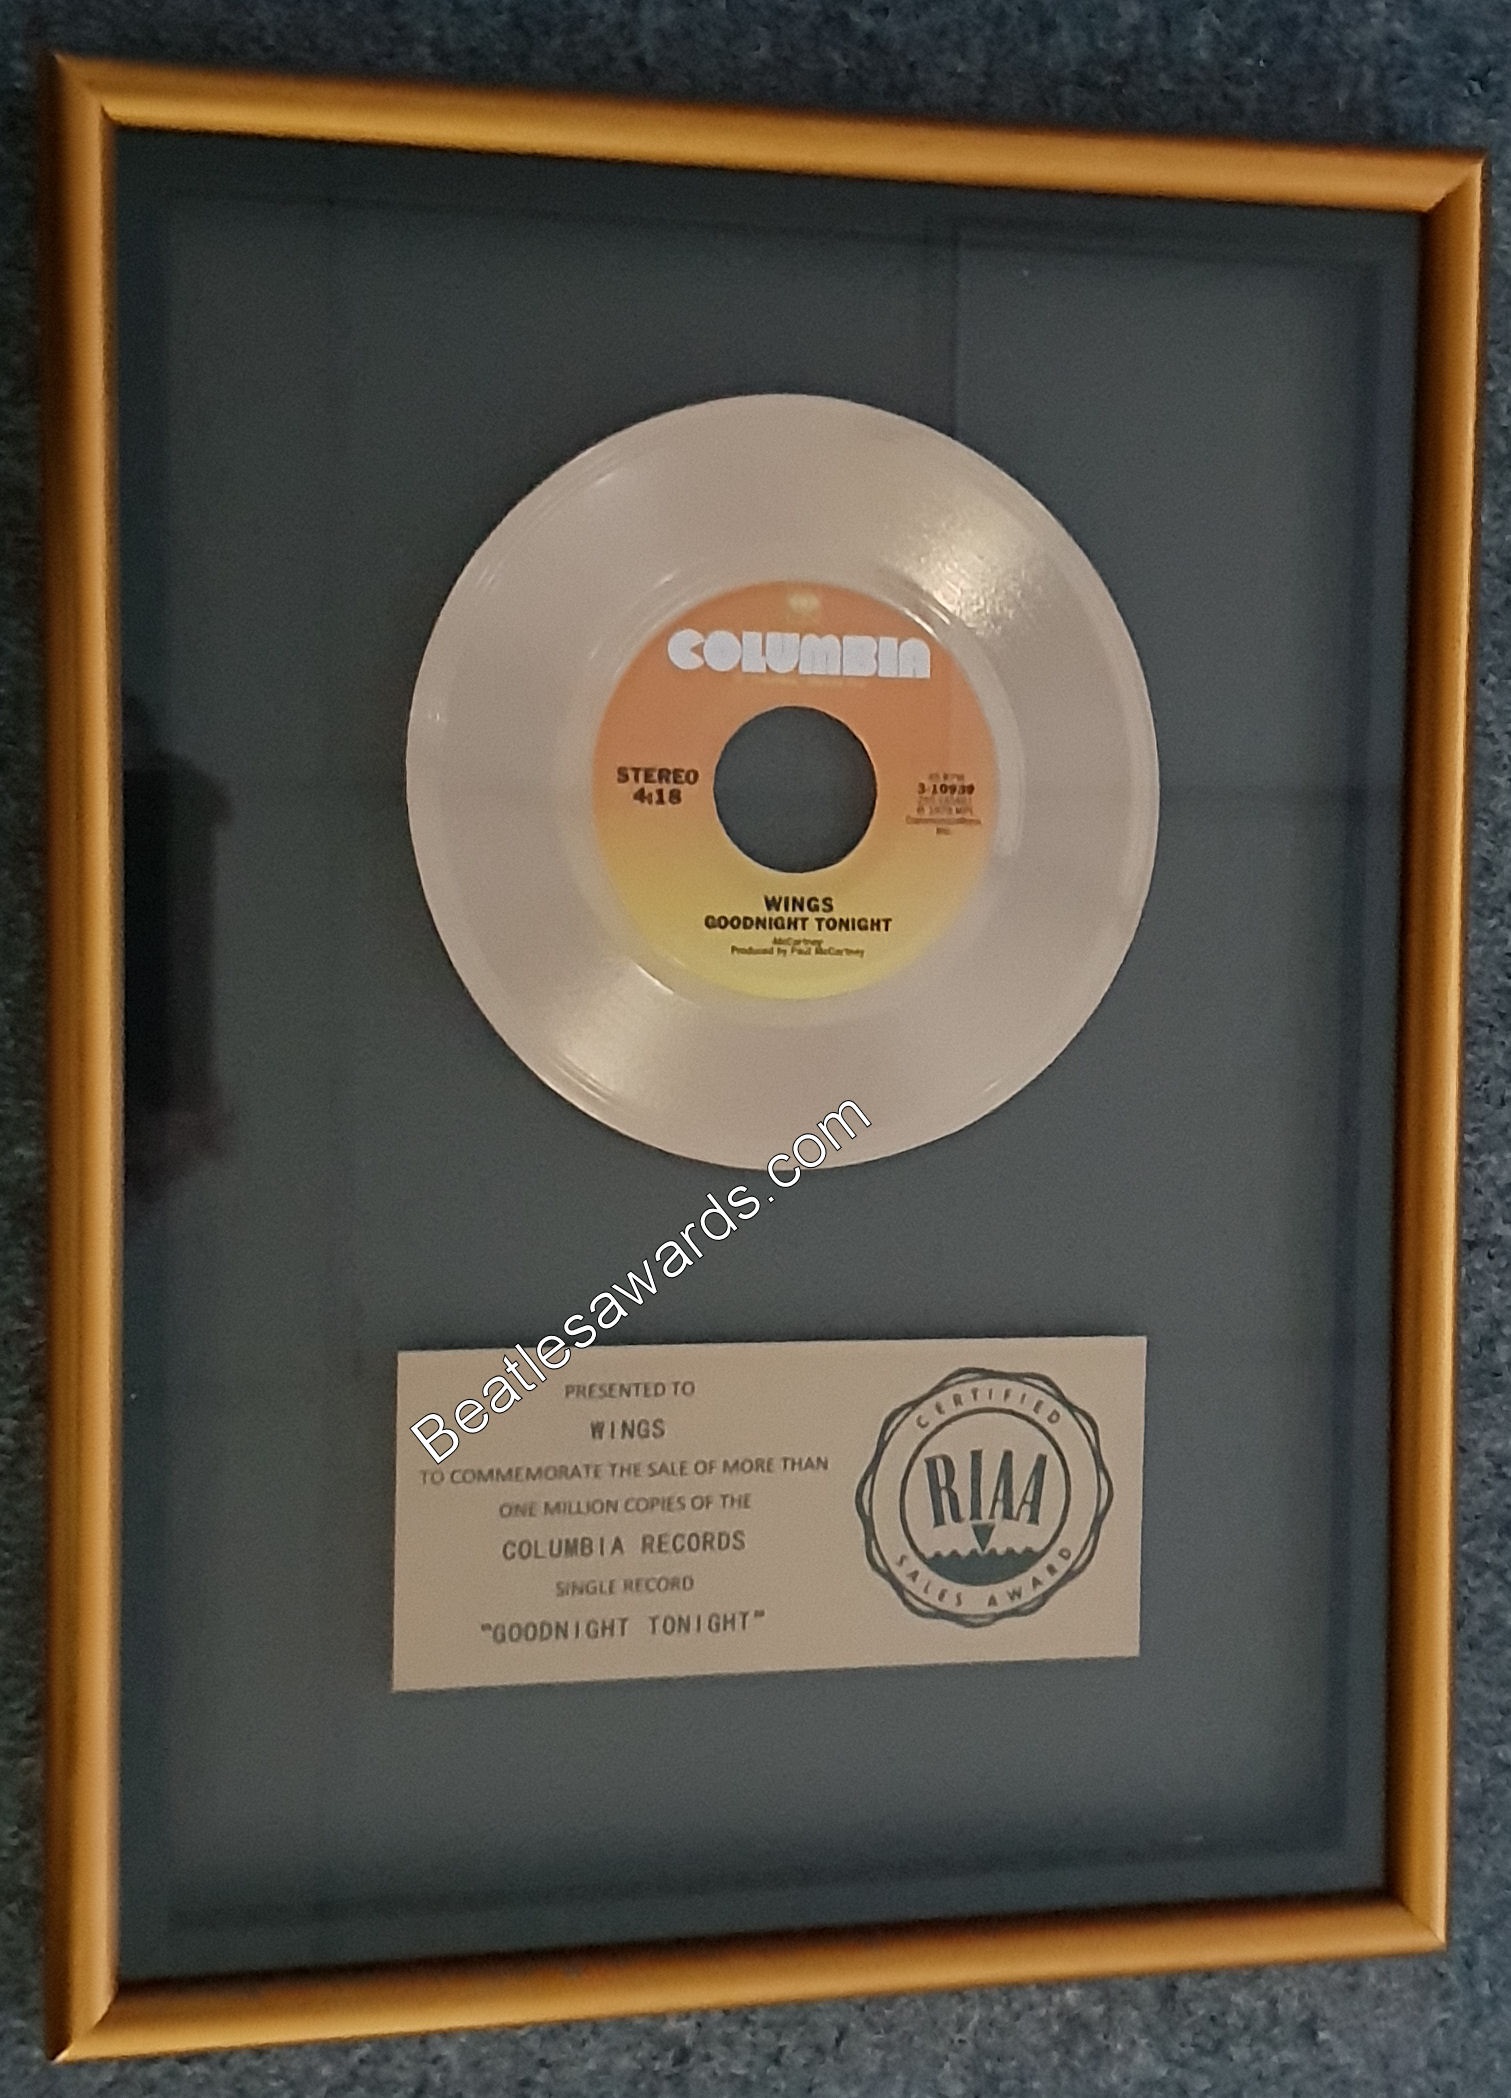 COLUMBIA
STEREO
4:18
45 RPM
3-10939
WINGS
GOODNIGHT TONIGHT
McCartney
Produced by Paul McCartney
Beatlesawards.com
PRESENTED TO
WINGS
TO COMMEMORATE THE SALE OF MORE THAN
ONE MILLION COPIES OF THE
COLUMBIA RECORDS
SINGLE RECORD
"GOODNIGHT TONIGHT"
CERTIFIED
RIAA
SALES AWARD